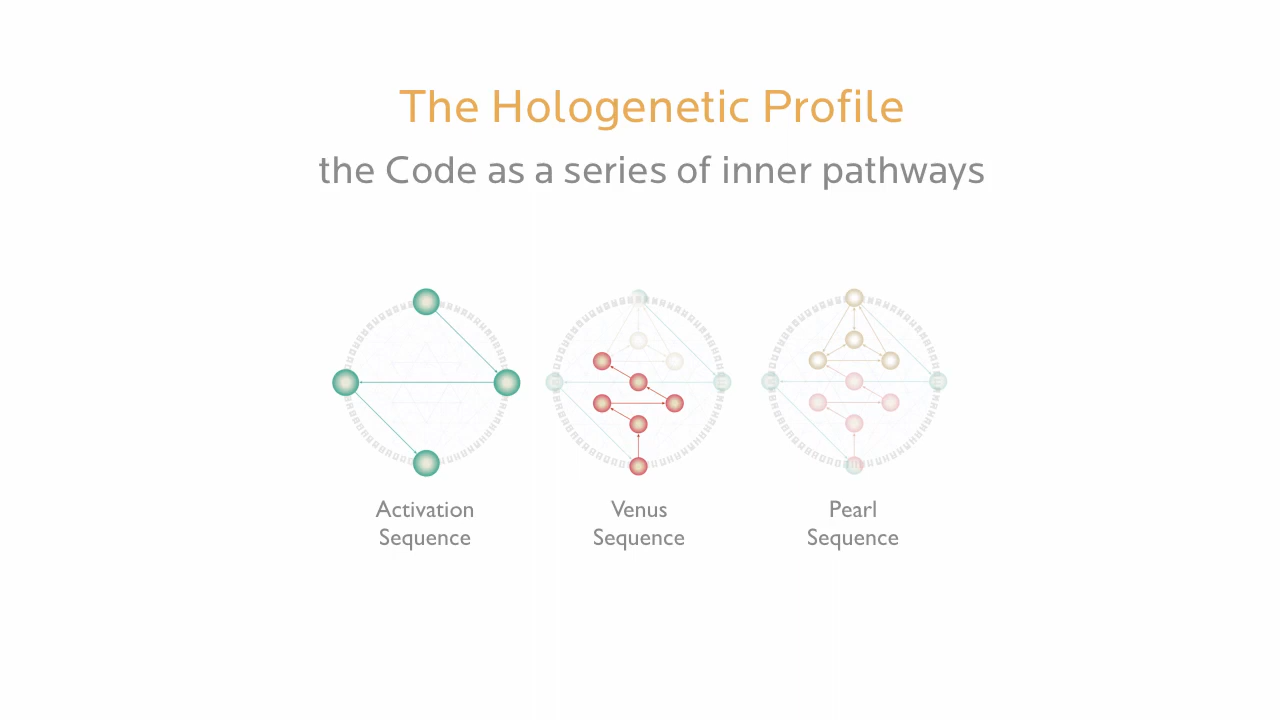 The Hologenetic Profile
the Code as a series of inner pathways
Activation
Sequence
Venus
Sequence
Pearl
Sequence